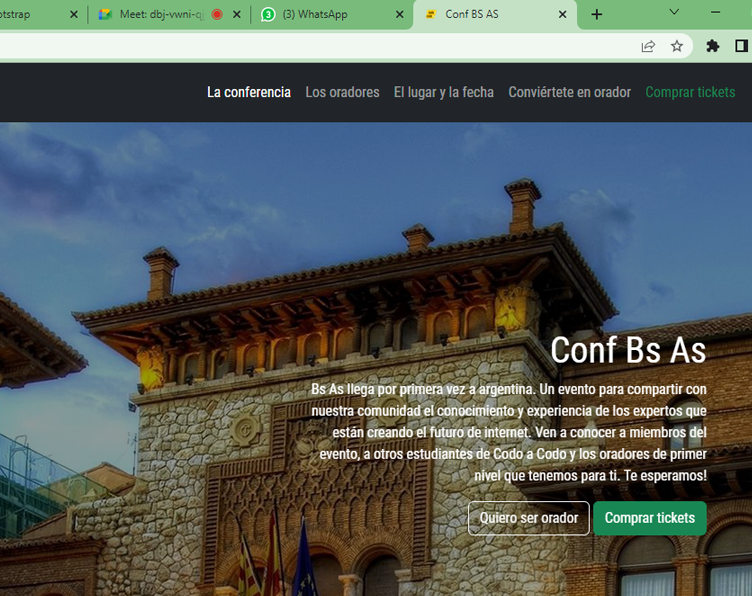 otstrap
Meet: dbj-vwni-q
3
(3) WhatsApp
Conf BS AS
La conferencia Los oradores El lugar y la fecha Conviértete en orador Comprar tickets
Conf Bs As
Bs As llega por primera vez a argentina. Un evento para compartir con
nuestra comunidad el conocimiento y experiencia de los expertos que
están creando el futuro de internet. Ven a conocer a miembros del
evento, a otros estudiantes de Codo a Codo y los oradores de primer
nivel que tenemos para ti. Te esperamos!
Quiero ser orador Comprar tickets